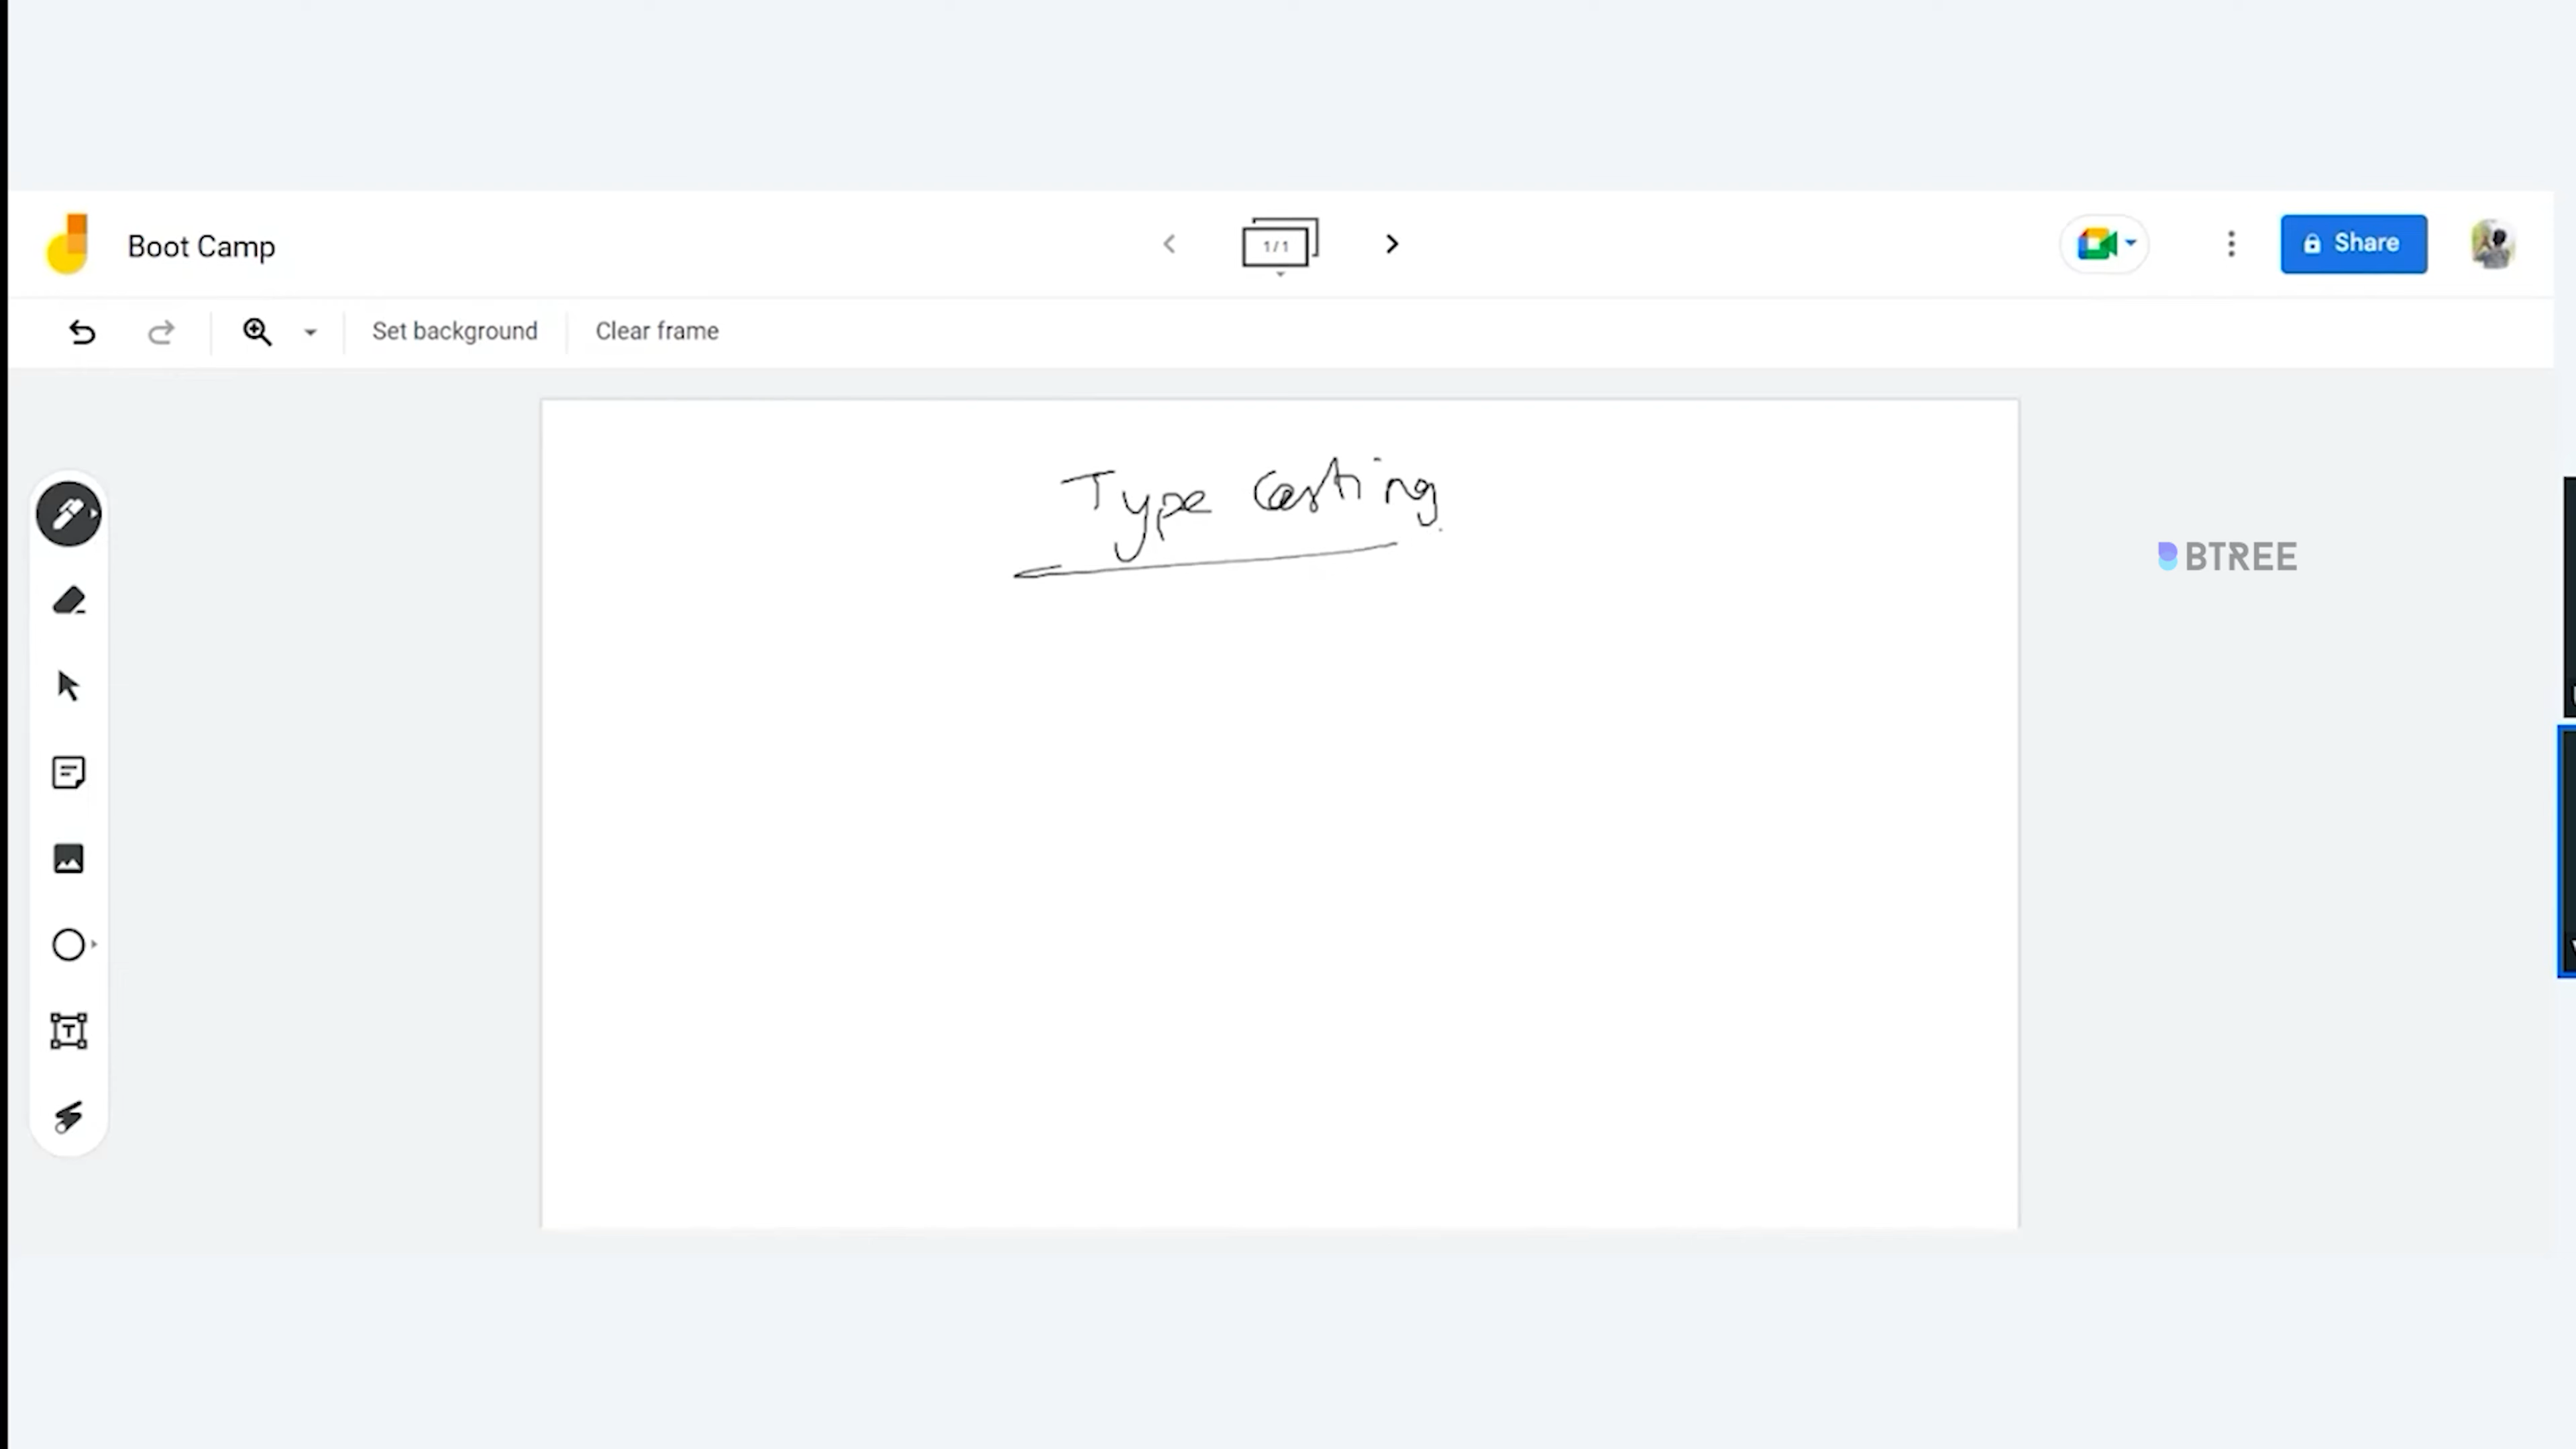 Boot Camp
1/1
Share
Set background
Clear frame
Type Casting
BTREE